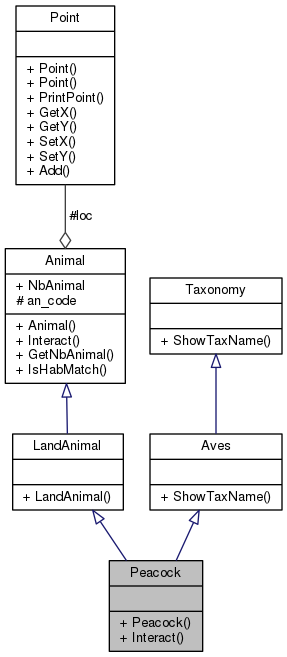 Point
+ Point()
+ Point()
+ PrintPoint()
+ GetX()
+ GetY()
+ SetX()
+ SetY()
+ Add()
#loc
Animal
+ NbAnimal
# an_code
+ Animal()
+ Interact()
+ GetNbAnimal()
+ IsHabMatch()
Taxonomy
+ ShowTaxName()
LandAnimal
+ LandAnimal()
Aves
+ ShowTaxName()
Peacock
+ Peacock()
+ Interact()